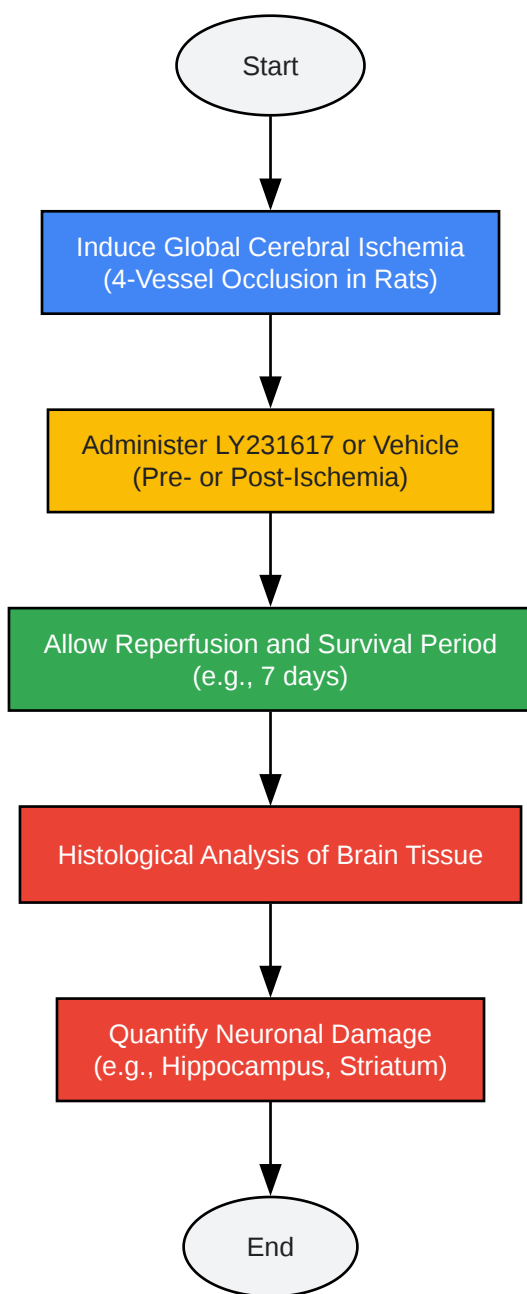 Start
Induce Global Cerebral Ischemia
(4-Vessel Occlusion in Rats)
Administer LY231617 or Vehicle
(Pre- or Post-Ischemia)
Allow Reperfusion and Survival Period
(e.g., 7 days)
Histological Analysis of Brain Tissue
Quantify Neuronal Damage
(e.g., Hippocampus, Striatum)
End